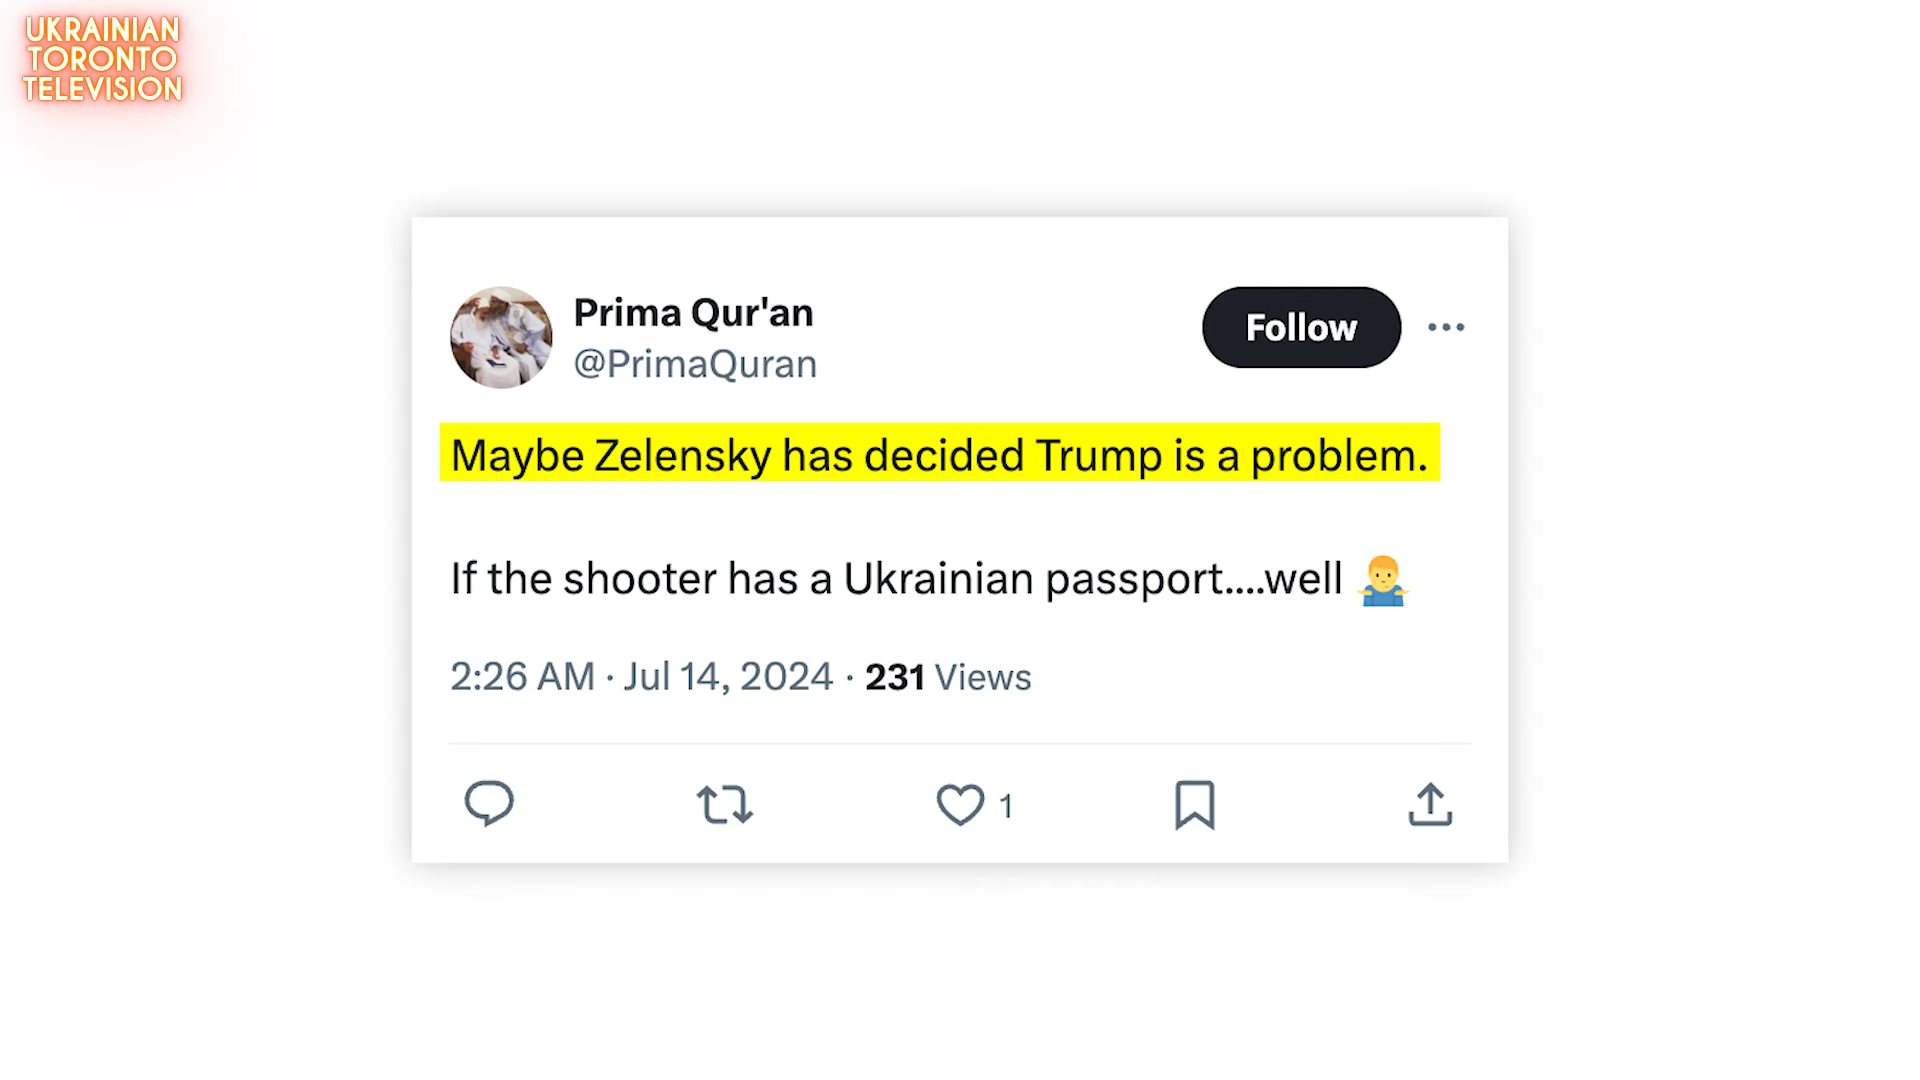 UKRAINIAN
TORONTO
TELEVISION
Prima Qur'an
@PrimaQuran
Follow
Maybe Zelensky has decided Trump is a problem.
If the shooter has a Ukrainian passport....well 🤷‍♂️
2:26 AM · Jul 14, 2024 · 231 Views
1